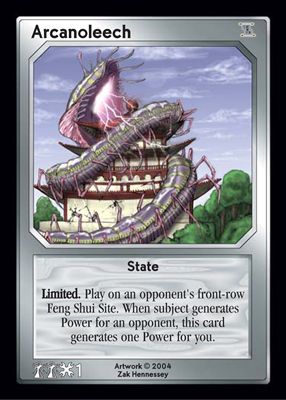 Arcanoleech
State
Limited. Play on an opponent's front-row
Feng Shui Site. When subject generates
Power for an opponent, this card
generates one Power for you.
1
Artwork © 2004
Zak Hennessey